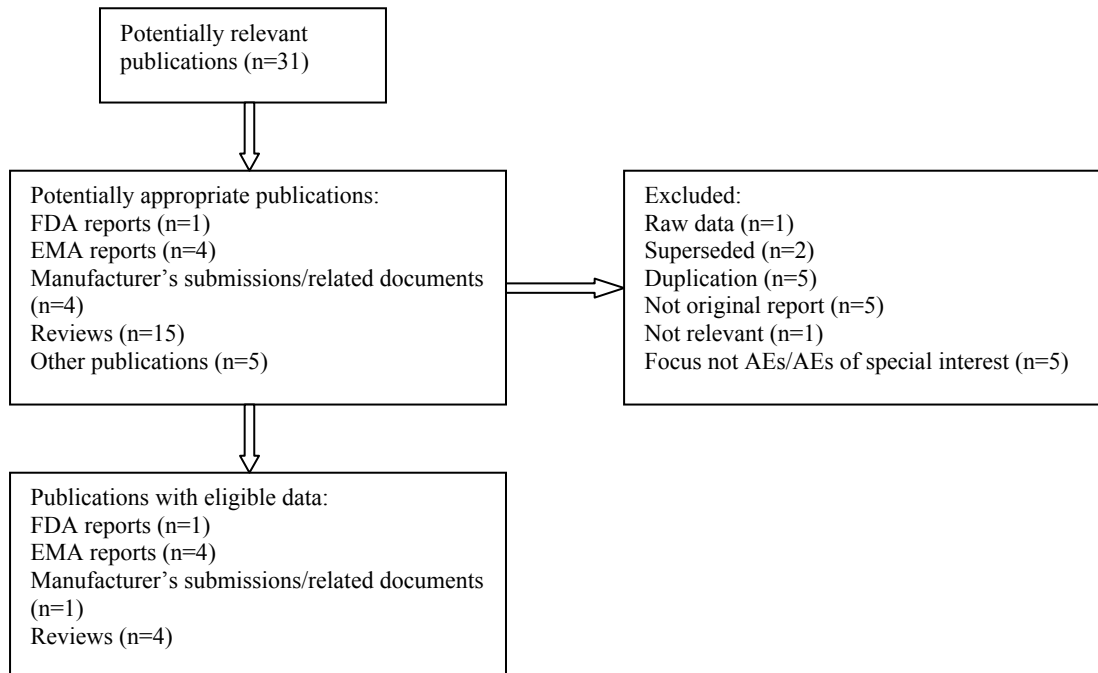 Potentially relevant
publications (n=31)
Potentially appropriate publications:
FDA reports (n=1)
EMA reports (n=4)
Manufacturer’s submissions/related documents
(n=4)
Reviews (n=15)
Other publications (n=5)
Excluded:
Raw data (n=1)
Superseded (n=2)
Duplication (n=5)
Not original report (n=5)
Not relevant (n=1)
Focus not AEs/AEs of special interest (n=5)
Publications with eligible data:
FDA reports (n=1)
EMA reports (n=4)
Manufacturer’s submissions/related documents
(n=1)
Reviews (n=4)